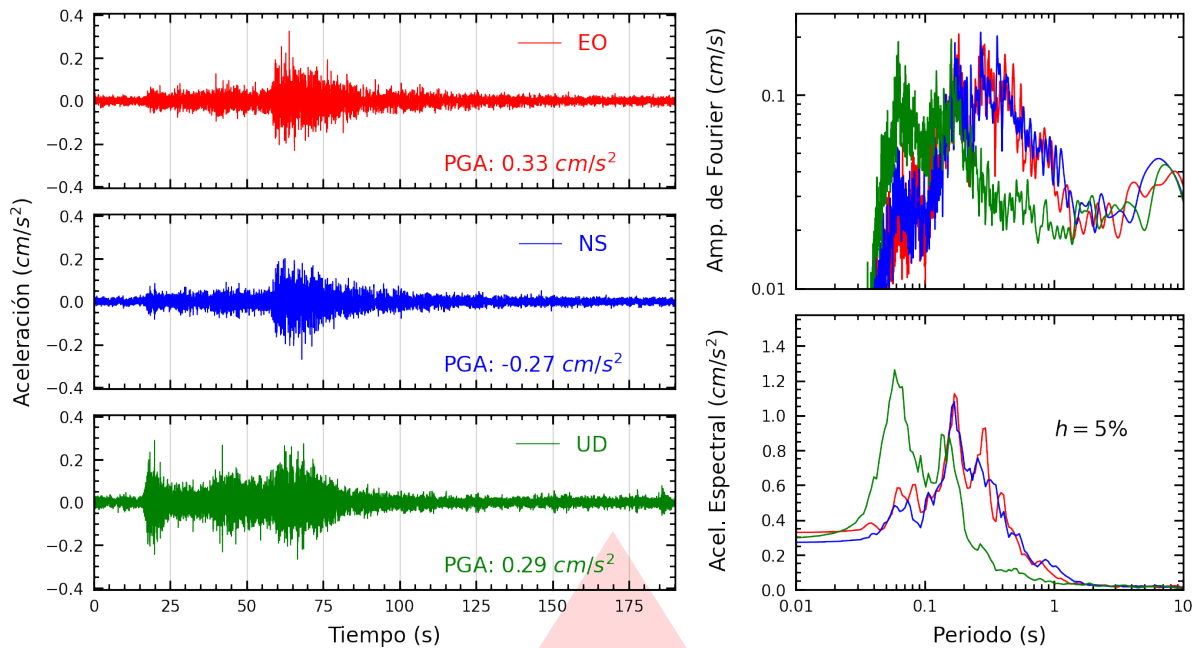 Aceleración (cm/s²)
0.4
0.2
0.0
−0.2
−0.4
EO
PGA: 0.33 cm/s²
0.4
0.2
0.0
−0.2
−0.4
NS
PGA: -0.27 cm/s²
0.4
0.2
0.0
−0.2
−0.4
UD
PGA: 0.29 cm/s²
0 25 50 75 100 125 150 175
Tiempo (s)
Amp. de Fourier (cm/s)
0.1
0.01
Acel. Espectral (cm/s²)
1.4
1.2
1.0
0.8
0.6
0.4
0.2
0.0
h = 5%
0.01 0.1 1 10
Periodo (s)